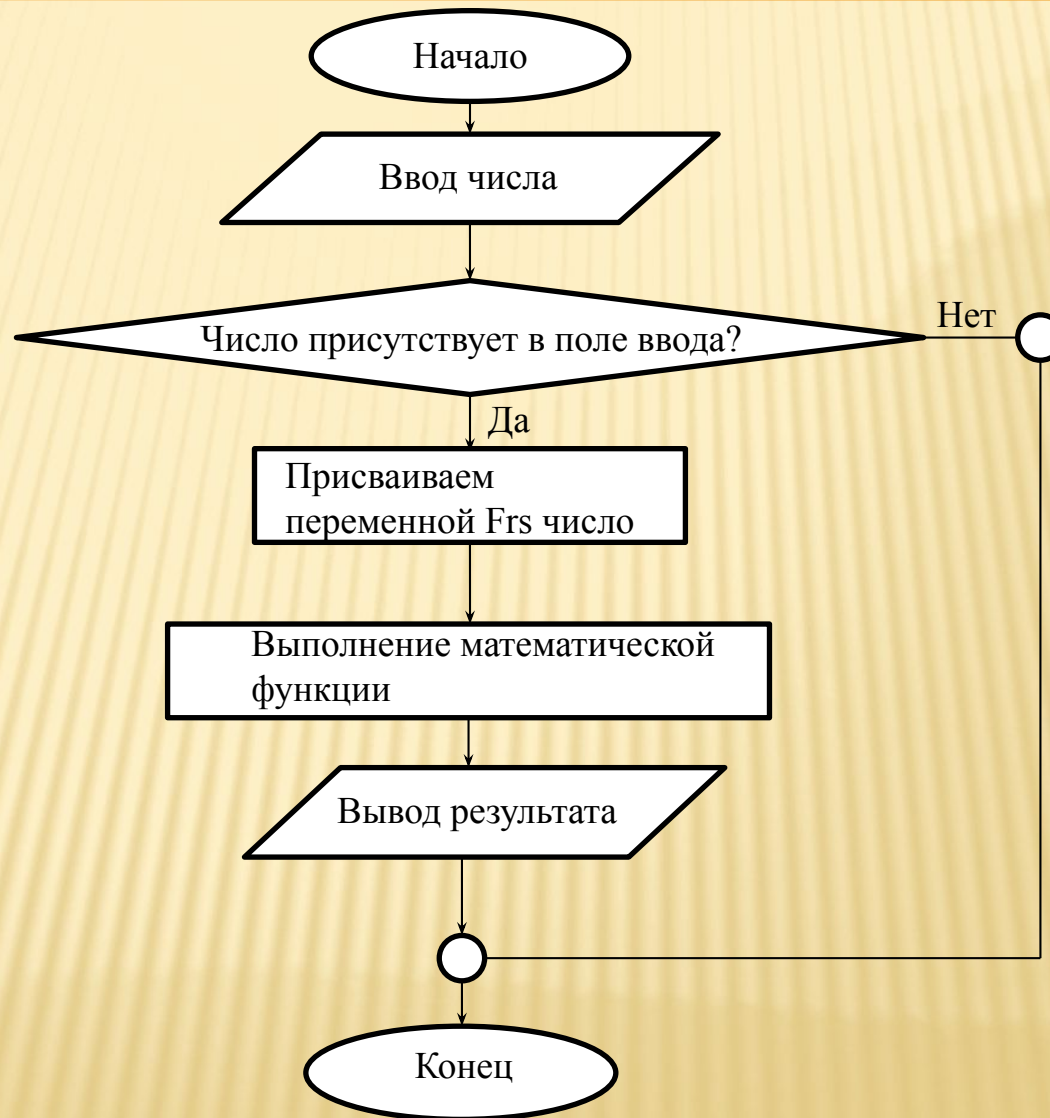 Начало
Ввод числа
Число присутствует в поле ввода?
Нет
Да
Присваиваем
переменной Frs число
Выполнение математической
функции
Вывод результата
Конец